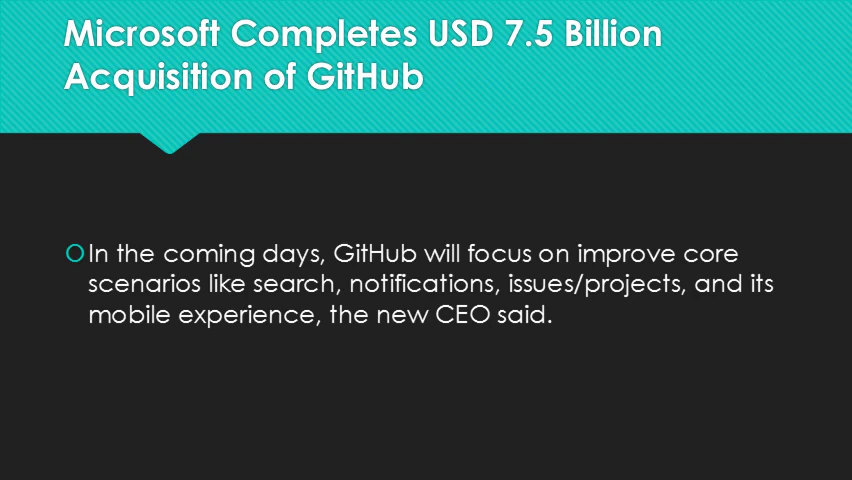 Microsoft Completes USD 7.5 Billion
Acquisition of GitHub
In the coming days, GitHub will focus on improve core
scenarios like search, notifications, issues/projects, and its
mobile experience, the new CEO said.